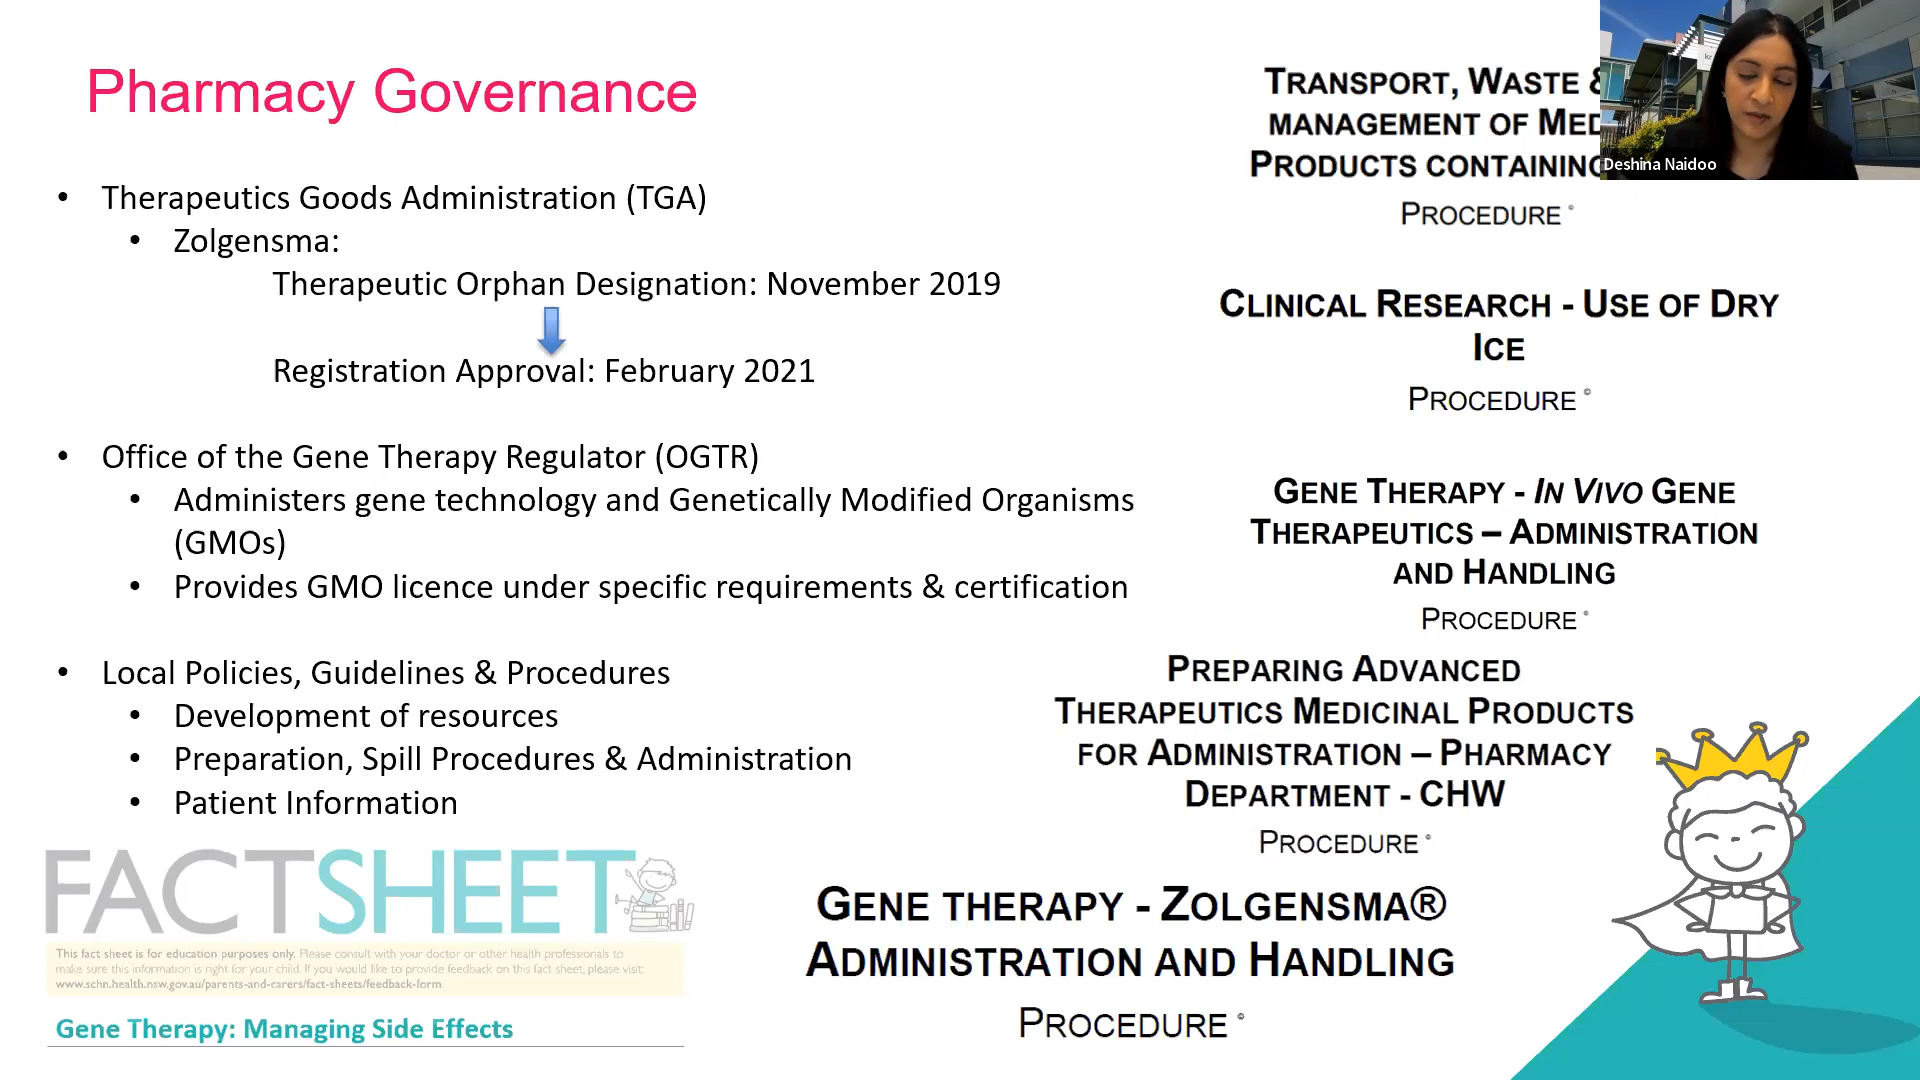 Pharmacy Governance
• Therapeutics Goods Administration (TGA)
• Zolgensma:
Therapeutic Orphan Designation: November 2019
Registration Approval: February 2021
• Office of the Gene Therapy Regulator (OGTR)
• Administers gene technology and Genetically Modified Organisms
(GMOs)
• Provides GMO licence under specific requirements & certification
• Local Policies, Guidelines & Procedures
• Development of resources
• Preparation, Spill Procedures & Administration
• Patient Information
FACTSHEET
This fact sheet is for education purposes only. Please consult with your doctor or other health professionals to
make sure this information is right for your child. If you would like to provide feedback on this fact sheet, please visit:
www.schn.health.nsw.gov.au/parents-and-carers/fact-sheets/feedback-form.
Gene Therapy: Managing Side Effects
TRANSPORT, WASTE &
MANAGEMENT OF
PRODUCTS CONTAINING
PROCEDURE ©
Deshina Naidoo
CLINICAL RESEARCH - USE OF DRY
ICE
PROCEDURE ©
GENE THERAPY - IN VIVO GENE
THERAPEUTICS – ADMINISTRATION
AND HANDLING
PROCEDURE ©
PREPARING ADVANCED
THERAPEUTICS MEDICINAL PRODUCTS
FOR ADMINISTRATION – PHARMACY
DEPARTMENT - CHW
PROCEDURE ©
GENE THERAPY - ZOLGENSMA®
ADMINISTRATION AND HANDLING
PROCEDURE ©